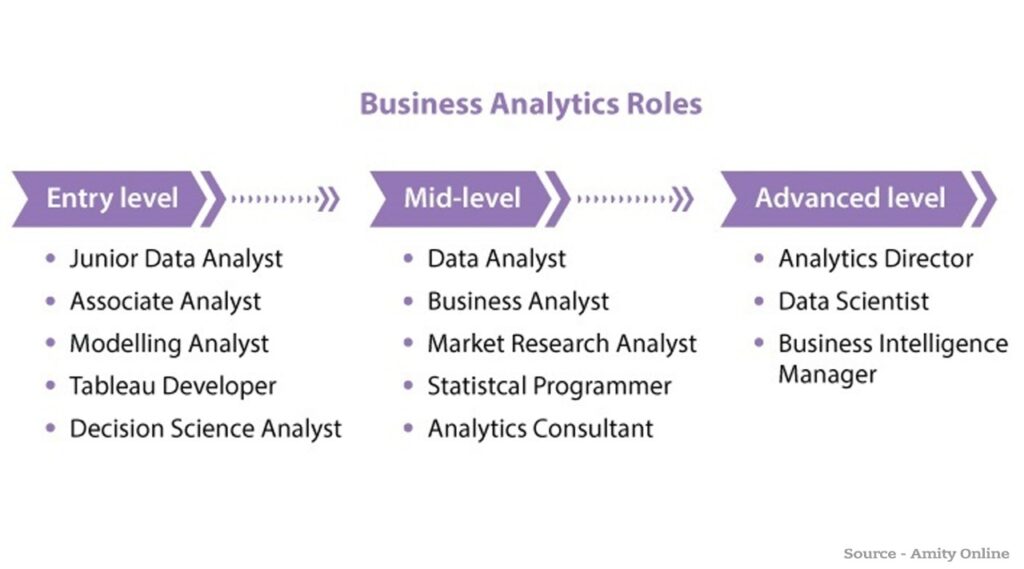 Business Analytics Roles
Entry level
Junior Data Analyst
Associate Analyst
Modelling Analyst
Tableau Developer
Decision Science Analyst
Mid-level
Data Analyst
Business Analyst
Market Research Analyst
Statistcal Programmer
Analytics Consultant
Advanced level
Analytics Director
Data Scientist
Business Intelligence
Manager
Source - Amity Online